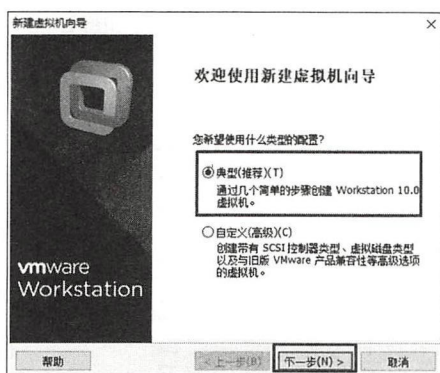 新建虚拟机向导
×
欢迎使用新建虚拟机向导
您希望使用什么类型的配置?
典型(推荐)(T)
通过几个简单的步骤创建 Workstation 10.0
虚拟机。
自定义(高级)(C)
创建带有 SCSI 控制器类型、虚拟磁盘类型
以及与旧版 VMware 产品兼容性等高级选项
的虚拟机。
vmware
Workstation
帮助
< 上一步(B)
下一步(N) >
取消